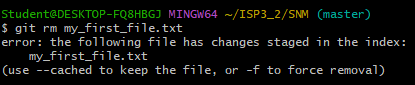 Student@DESKTOP-FQ8HBGJ MINGW64 ~/ISP3_2/SNM (master)
$ git rm my_first_file.txt
error: the following file has changes staged in the index:
    my_first_file.txt
(use --cached to keep the file, or -f to force removal)